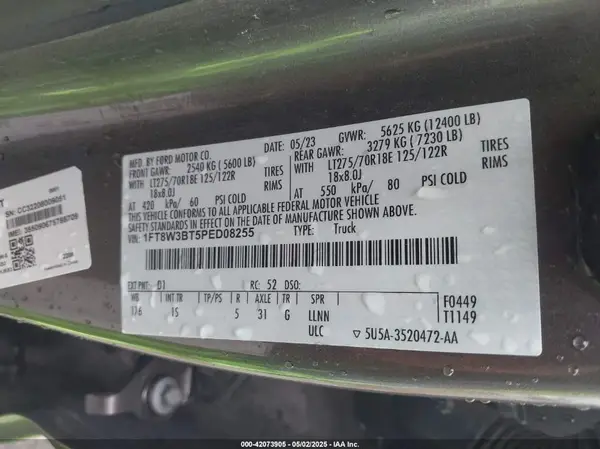 MFD. BY FORD MOTOR CO.
DATE: 05/23 GVWR: 5625 KG (12400 LB)
FRONT GAWR: 2540 KG (5600 LB)
REAR GAWR: 3279 KG (7230 LB)
LT275/70R18E 125/122R TIRES
18x8.0J RIMS
AT 420 kPa/ 60 PSI COLD
LT275/70R18E 125/122R TIRES
18x8.0J RIMS
AT 550 kPa/ 80 PSI COLD
THIS VEHICLE CONFORMS TO ALL APPLICABLE FEDERAL MOTOR VEHICLE
SAFETY STANDARDS IN EFFECT ON THE DATE OF MANUFACTURE SHOWN ABOVE.
VIN: 1FT8W3BT5PED08255 TYPE: Truck
EXT PNT: D1 RC: 52 DSO:
WB INT TR TP/PS R AXLE TR SPR
176 IS 5 31 G LLNN
ULC
F0449
T1149
▽ 5U5A-3520472-AA
000-42073905 - 05/02/2025 - IAA Inc.